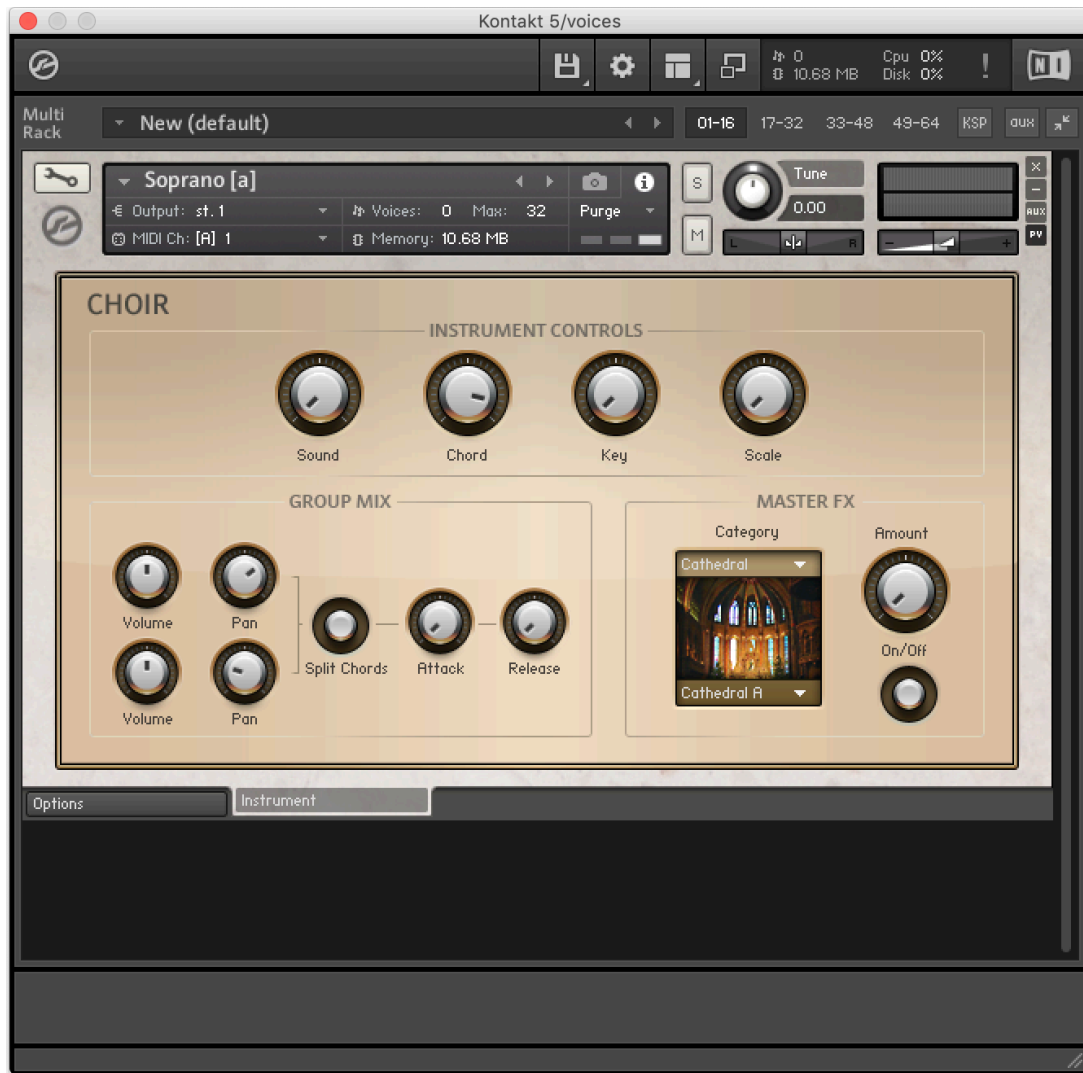 Kontakt 5/voices
0 Cpu 0%
10.68 MB Disk 0% ! NI
Multi
Rack
New (default) 01-16 17-32 33-48 49-64 KSP aux
Soprano [a] i S Tune ×
Output: st. 1 Voices: 0 Max: 32 Purge 0.00 AUX
MIDI Ch: [A] 1 Memory: 10.68 MB M L R − + PV
CHOIR
INSTRUMENT CONTROLS
Sound Chord Key Scale
GROUP MIX
Volume Pan
Split Chords Attack Release
Volume Pan
MASTER FX
Category Amount
Cathedral
On/Off
Cathedral A
Options Instrument